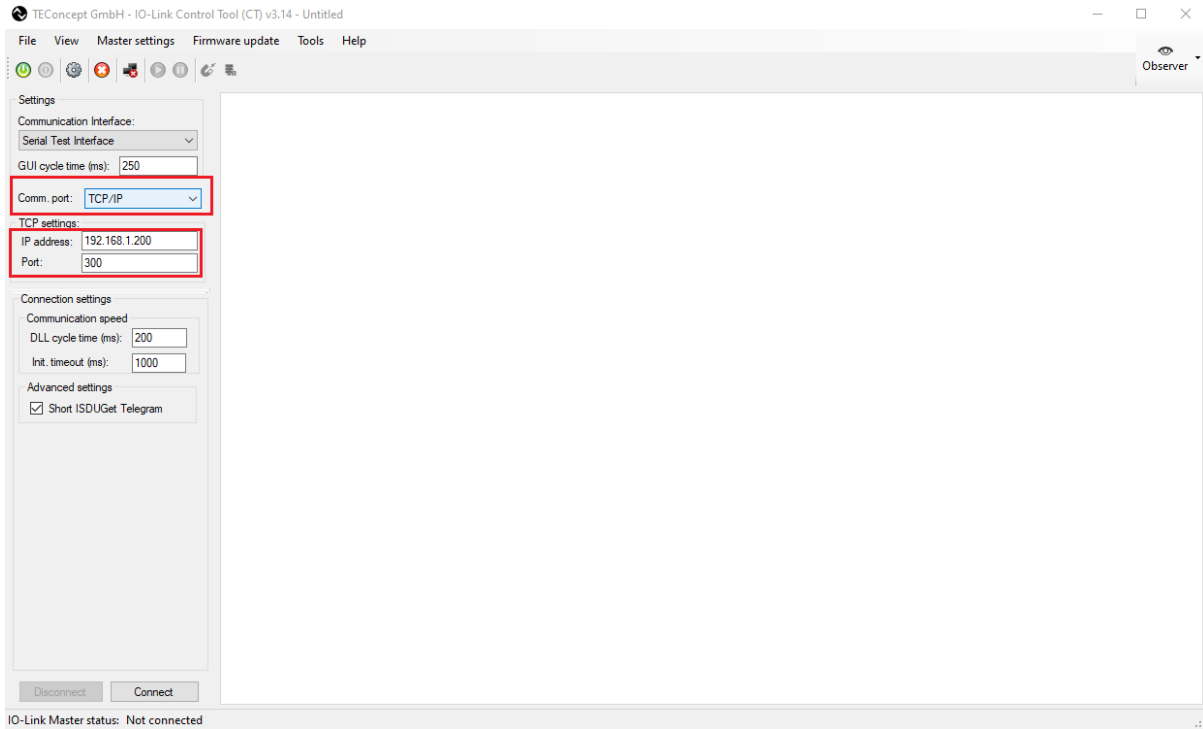 TEConcept GmbH - IO-Link Control Tool (CT) v3.14 - Untitled
File View Master settings Firmware update Tools Help
Observer
Settings
Communication Interface:
Serial Test Interface
GUI cycle time (ms): 250
Comm. port: TCP/IP
TCP settings:
IP address: 192.168.1.200
Port: 300
Connection settings
Communication speed
DLL cycle time (ms): 200
Init. timeout (ms): 1000
Advanced settings
Short ISDUGet Telegram
Disconnect Connect
IO-Link Master status: Not connected